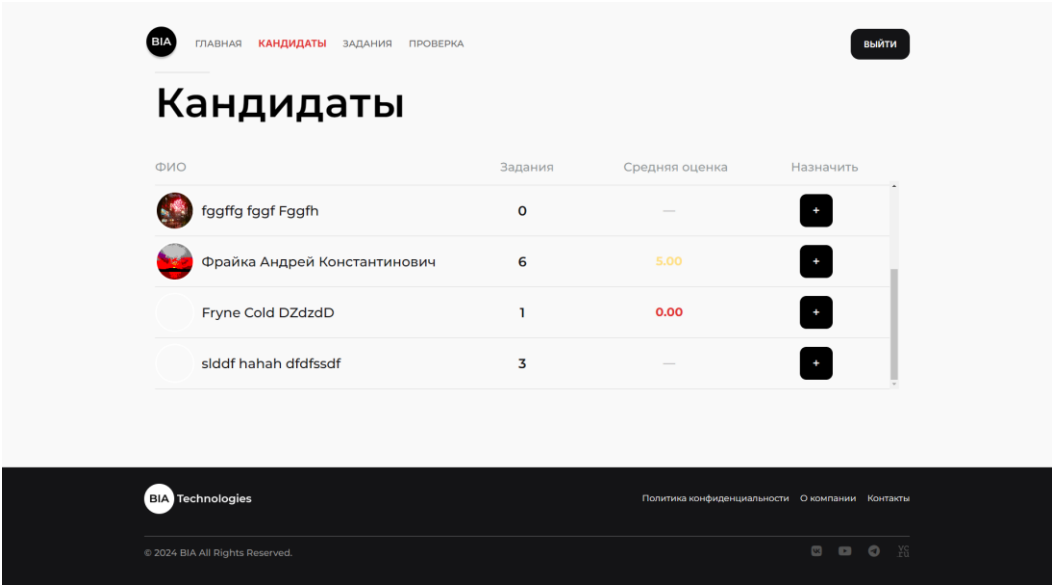 BIA ГЛАВНАЯ КАНДИДАТЫ ЗАДАНИЯ ПРОВЕРКА ВЫЙТИ
Кандидаты
ФИО Задания Средняя оценка Назначить
fggffg fggf Fggfh 0 — +
Фрайка Андрей Константинович 6 5.00 +
Fryne Cold DZdzdD 1 0.00 +
slddf hahah dfdfssdf 3 — +
BIA Technologies Политика конфиденциальности О компании Контакты
© 2024 BIA All Rights Reserved.